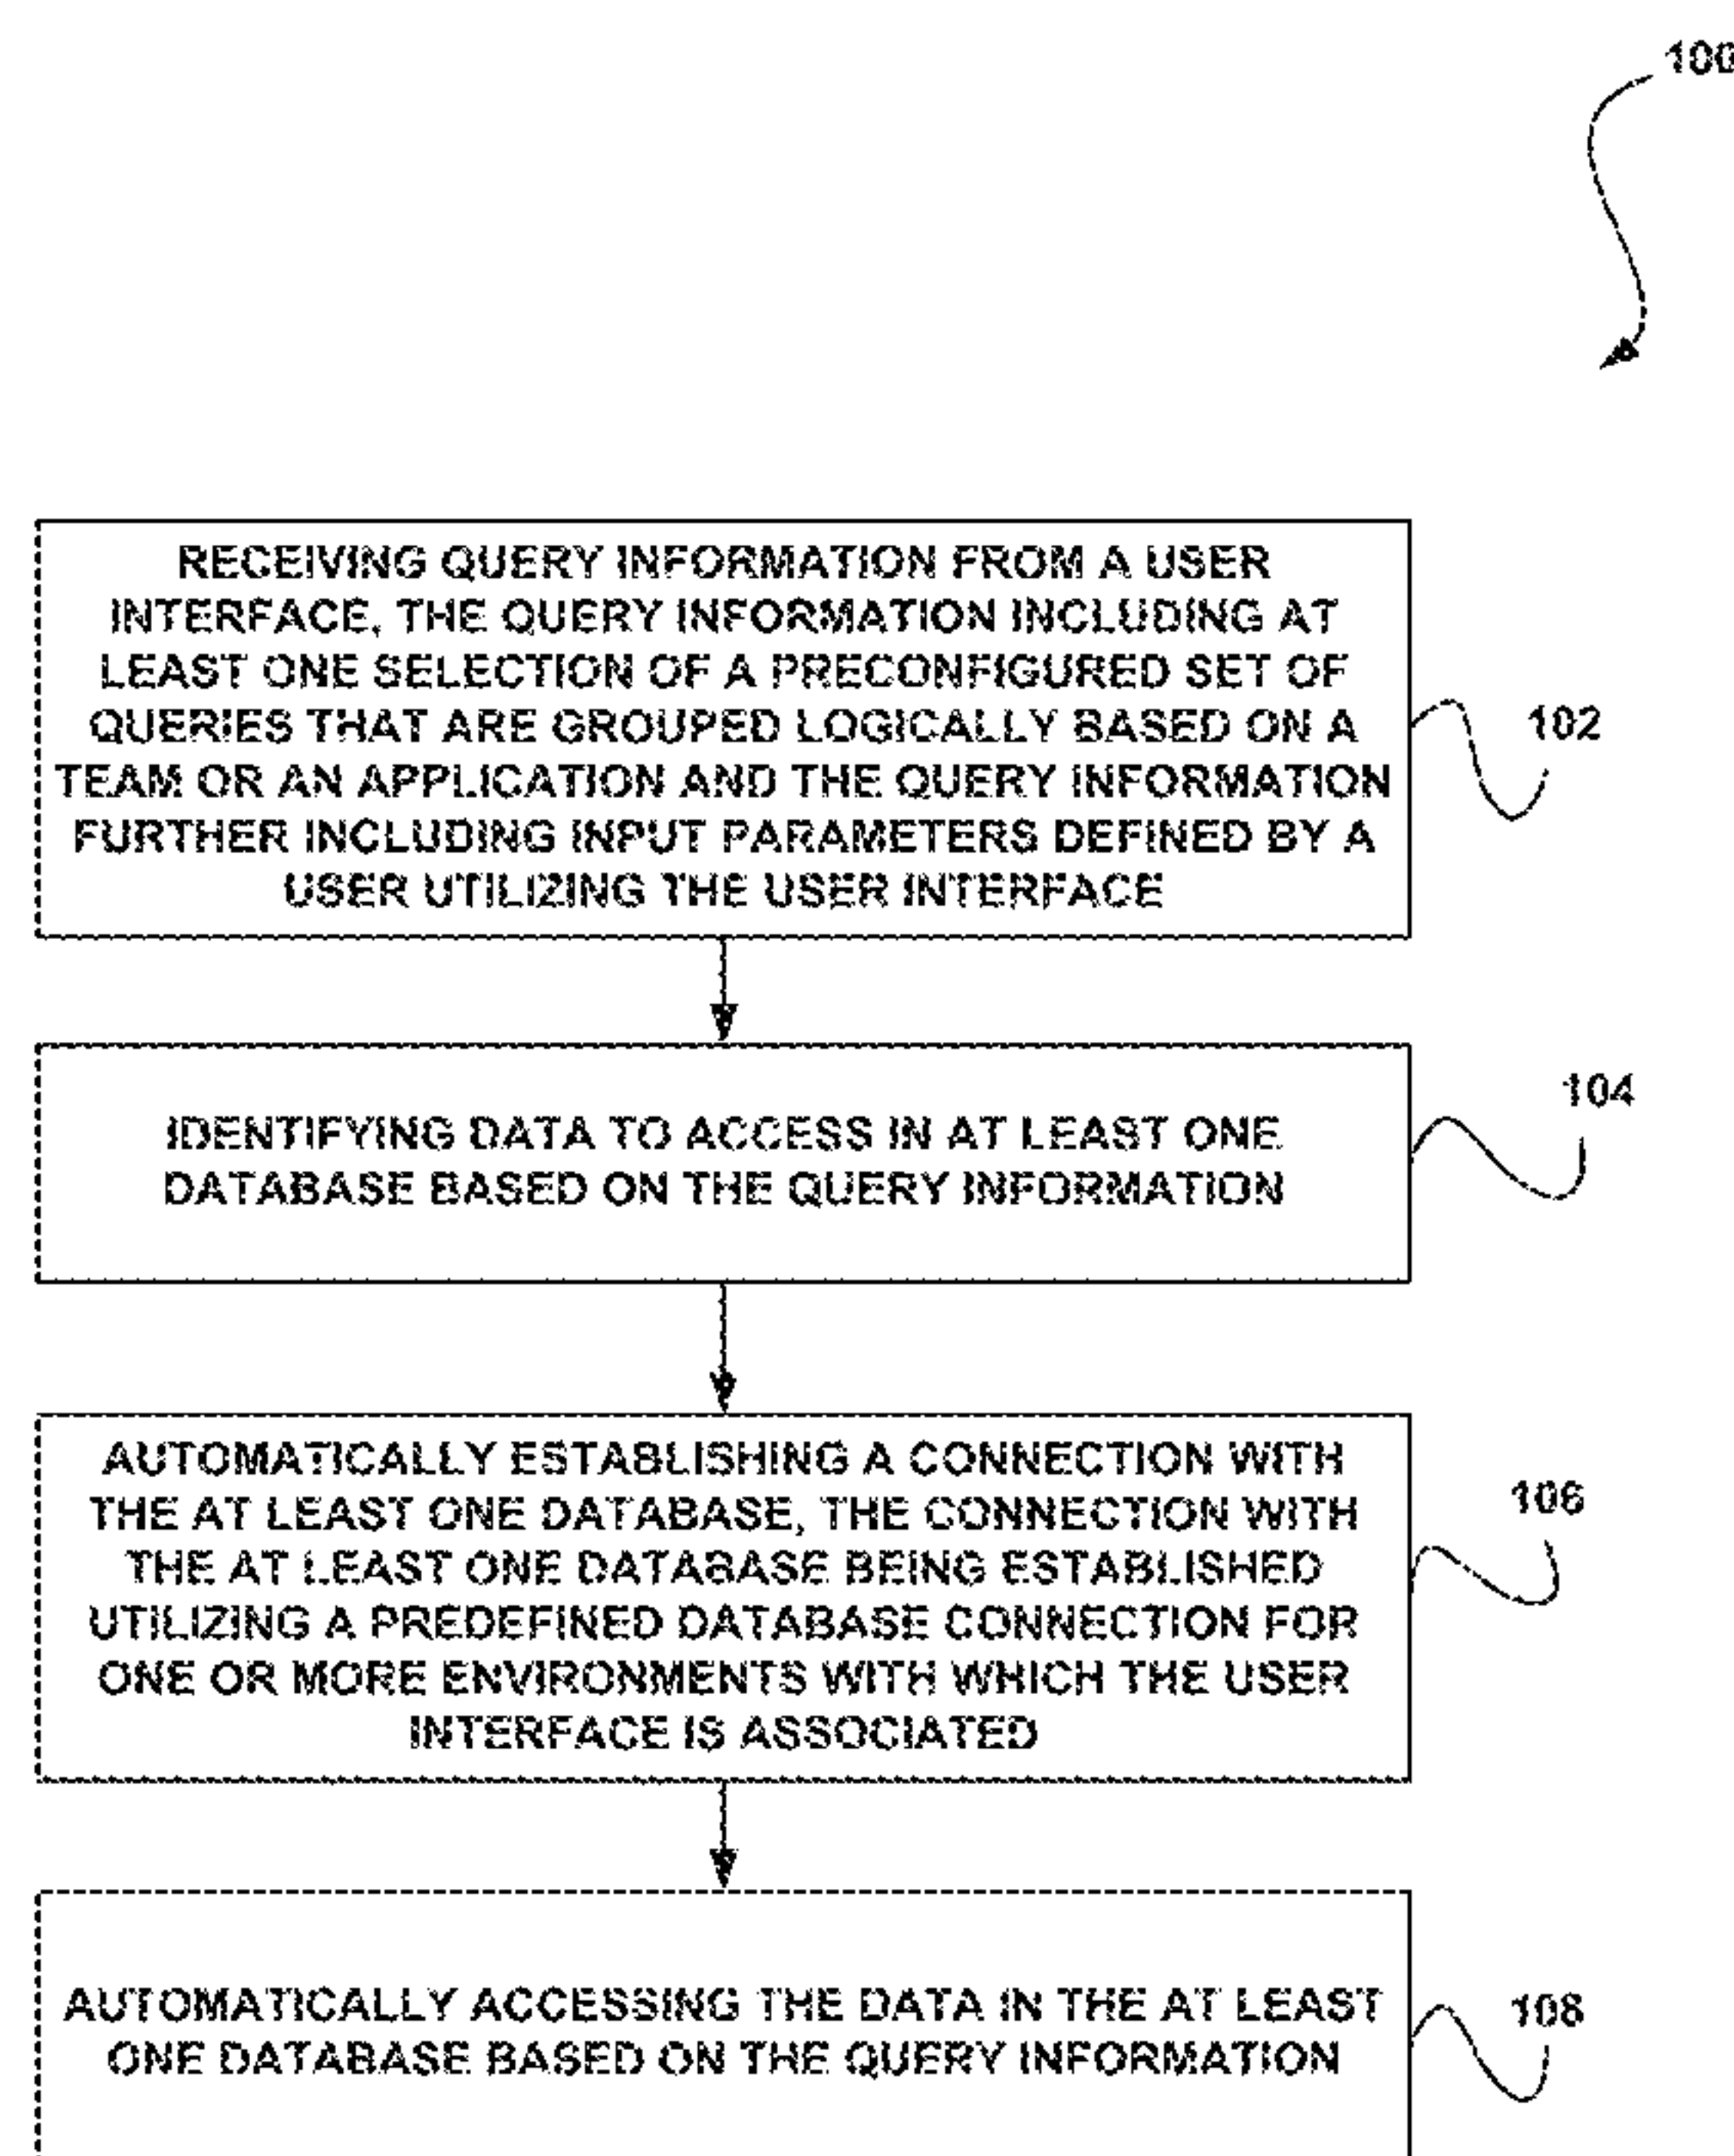 100
RECEIVING QUERY INFORMATION FROM A USER
INTERFACE, THE QUERY INFORMATION INCLUDING AT
LEAST ONE SELECTION OF A PRECONFIGURED SET OF
QUERIES THAT ARE GROUPED LOGICALLY BASED ON A
TEAM OR AN APPLICATION AND THE QUERY INFORMATION
FURTHER INCLUDING INPUT PARAMETERS DEFINED BY A
USER UTILIZING THE USER INTERFACE
102
IDENTIFYING DATA TO ACCESS IN AT LEAST ONE
DATABASE BASED ON THE QUERY INFORMATION
104
AUTOMATICALLY ESTABLISHING A CONNECTION WITH
THE AT LEAST ONE DATABASE, THE CONNECTION WITH
THE AT LEAST ONE DATABASE BEING ESTABLISHED
UTILIZING A PREDEFINED DATABASE CONNECTION FOR
ONE OR MORE ENVIRONMENTS WITH WHICH THE USER
INTERFACE IS ASSOCIATED
106
AUTOMATICALLY ACCESSING THE DATA IN THE AT LEAST
ONE DATABASE BASED ON THE QUERY INFORMATION
108